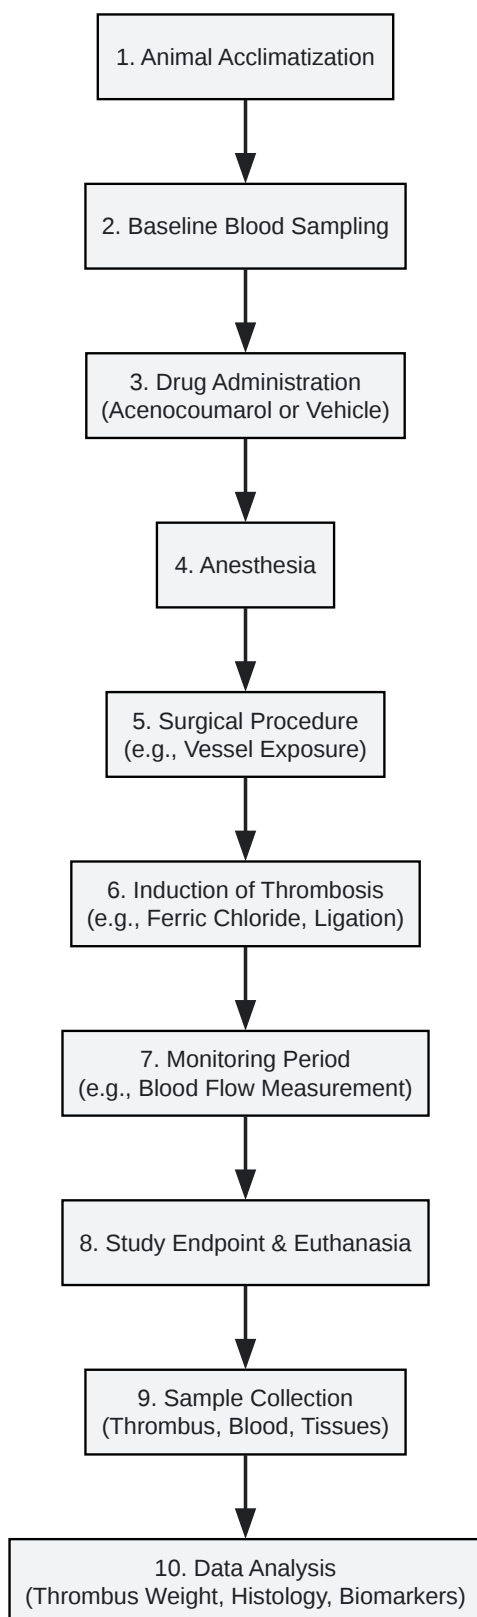 1. Animal Acclimatization
2. Baseline Blood Sampling
3. Drug Administration
(Acenocoumarol or Vehicle)
4. Anesthesia
5. Surgical Procedure
(e.g., Vessel Exposure)
6. Induction of Thrombosis
(e.g., Ferric Chloride, Ligation)
7. Monitoring Period
(e.g., Blood Flow Measurement)
8. Study Endpoint & Euthanasia
9. Sample Collection
(Thrombus, Blood, Tissues)
10. Data Analysis
(Thrombus Weight, Histology, Biomarkers)